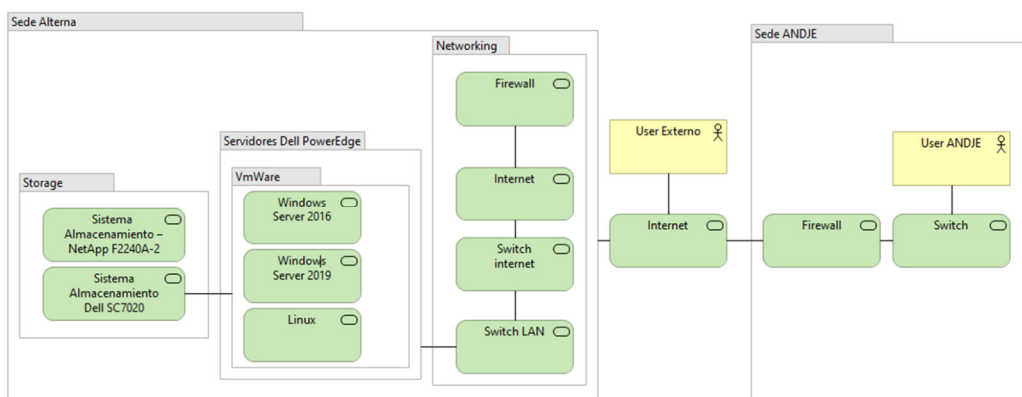 Sede Alterna
Storage
Sistema
Almacenamiento –
NetApp F2240A-2
Sistema
Almacenamiento
Dell SC7020
Servidores Dell PowerEdge
VmWare
Windows
Server 2016
Windows
Server 2019
Linux
Networking
Firewall
Internet
Switch
internet
Switch LAN
User Externo
Internet
Sede ANDJE
Firewall
User ANDJE
Switch